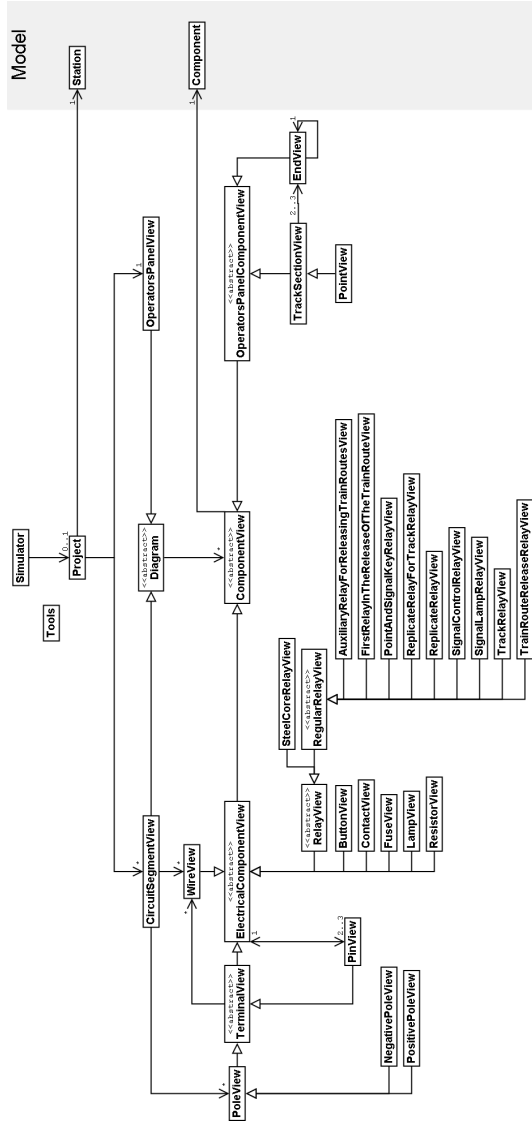 Model
Station
Component
1
1
Simulator
0..1
Project
Tools
1
OperatorsPanelView
<<abstract>>
Diagram
*
CircuitSegmentView
*
*
WireView
*
<<abstract>>
ComponentView
<<abstract>>
OperatorsPanelComponentView
1
EndView
2..3
TrackSectionView
PointView
<<abstract>>
ElectricalComponentView
1
2..3
PinView
<<abstract>>
TerminalView
*
PoleView
NegativePoleView
PositivePoleView
SteelCoreRelayView
<<abstract>>
RegularRelayView
<<abstract>>
RelayView
ButtonView
ContactView
FuseView
LampView
ResistorView
AuxiliaryRelayForReleasingTrainRoutesView
FirstRelayInTheReleaseOfTheTrainRouteView
PointAndSignalKeyRelayView
ReplicateRelayForTrackRelayView
ReplicateRelayView
SignalControlRelayView
SignalLampRelayView
TrackRelayView
TrainRouteReleaseRelayView